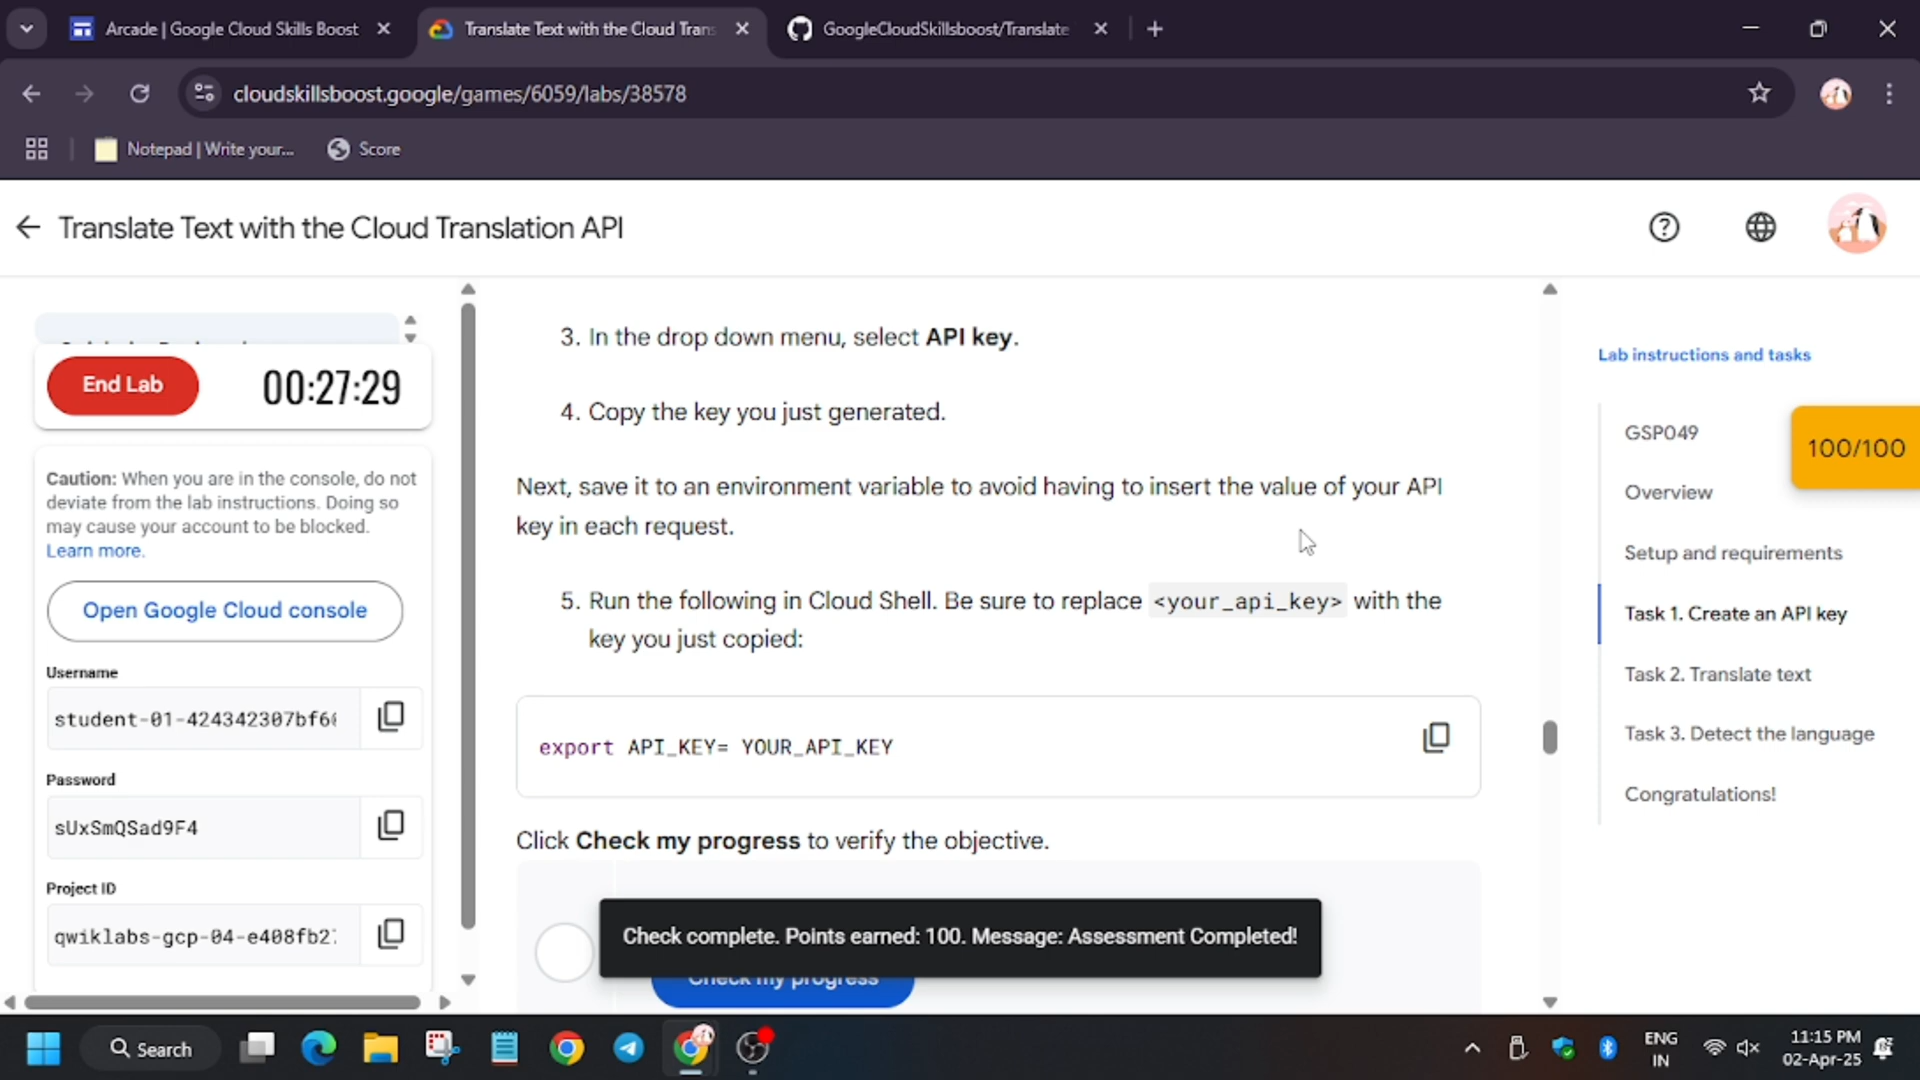 Arcade | Google Cloud Skills Boost
Translate Text with the Cloud Trans
GoogleCloudSkillsboost/Translate
cloudskillsboost.google/games/6059/labs/38578
Notepad | Write your...
Score
Translate Text with the Cloud Translation API
End Lab
00:27:29
Caution: When you are in the console, do not
deviate from the lab instructions. Doing so
may cause your account to be blocked.
Learn more.
Open Google Cloud console
Username
student-01-424342307bf6
Password
sUxSmQSad9F4
Project ID
qwiklabs-gcp-04-e408fb2
3. In the drop down menu, select API key.
4. Copy the key you just generated.
Next, save it to an environment variable to avoid having to insert the value of your API
key in each request.
5. Run the following in Cloud Shell. Be sure to replace <your_api_key> with the
key you just copied:
export API_KEY= YOUR_API_KEY
Click Check my progress to verify the objective.
Check complete. Points earned: 100. Message: Assessment Completed!
Check my progress
Lab instructions and tasks
GSP049
100/100
Overview
Setup and requirements
Task 1. Create an API key
Task 2. Translate text
Task 3. Detect the language
Congratulations!
Search
ENG
IN
11:15 PM
02-Apr-25